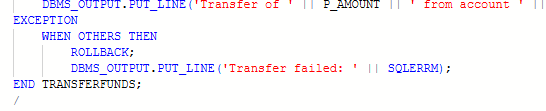 DBMS_OUTPUT.PUT_LINE('Transfer of ' || P_AMOUNT || ' from account ' ||
EXCEPTION
WHEN OTHERS THEN
ROLLBACK;
DBMS_OUTPUT.PUT_LINE('Transfer failed: ' || SQLERRM);
END TRANSFERFUNDS;
/